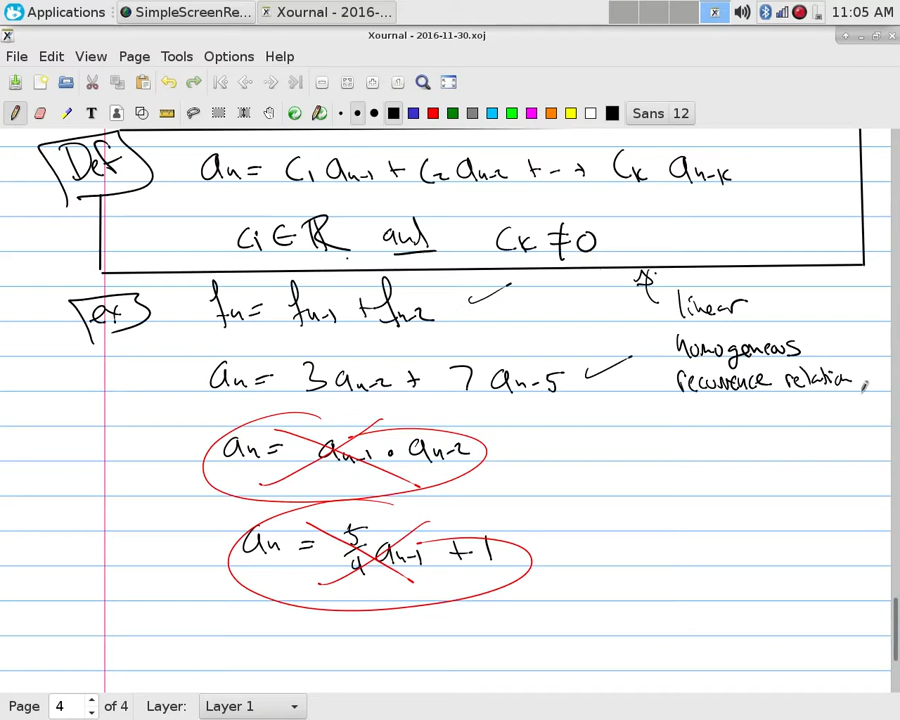 Applications SimpleScreenRe... Xournal - 2016-... 11:05 AM
Xournal - 2016-11-30.xoj
File Edit View Page Tools Options Help
Sans 12
Def aₙ = c₁ aₙ₋₁ + c₂ aₙ₋₂ + ... + cₖ aₙ₋ₖ
cᵢ ∈ ℝ and cₖ ≠ 0
ex fₙ = fₙ₋₁ + fₙ₋₂ ✓
linear
homogeneous
recurrence relation
aₙ = 3aₙ₋₂ + 7 aₙ₋₅ ✓
aₙ = aₙ₋₁ · aₙ₋₂
aₙ = 5/4 aₙ₋₁ + 1
Page 4 of 4 Layer: Layer 1